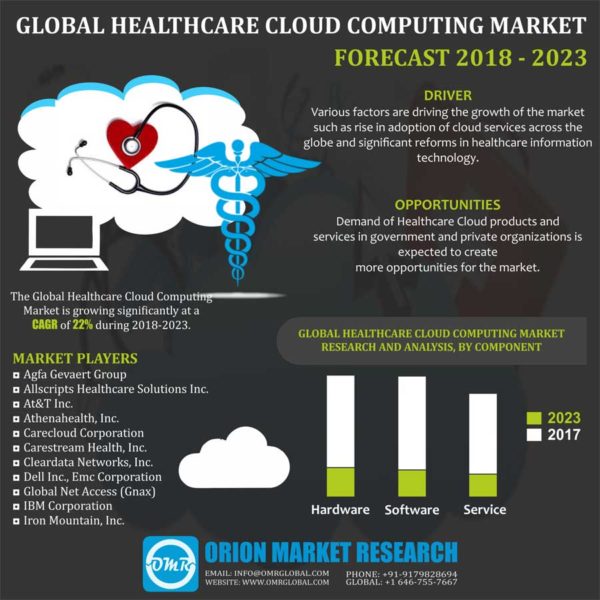 GLOBAL HEALTHCARE CLOUD COMPUTING MARKET
FORECAST 2018 - 2023
DRIVER
Various factors are driving the growth of the market
such as rise in adoption of cloud services across the
globe and significant reforms in healthcare information
technology.
OPPORTUNITIES
Demand of Healthcare Cloud products and
services in government and private organizations is
expected to create
more opportunities for the market.
The Global Healthcare Cloud Computing
Market is growing significantly at a
CAGR of 22% during 2018-2023.
MARKET PLAYERS
Agfa Gevaert Group
Allscripts Healthcare Solutions Inc.
At&T Inc.
Athenahealth, Inc.
Carecloud Corporation
Carestream Health, Inc.
Cleardata Networks, Inc.
Dell Inc., Emc Corporation
Global Net Access (Gnax)
IBM Corporation
Iron Mountain, Inc.
GLOBAL HEALTHCARE CLOUD COMPUTING MARKET
RESEARCH AND ANALYSIS, BY COMPONENT
2023
2017
Hardware
Software
Service
OMR
ORION MARKET RESEARCH
EMAIL: INFO@OMRGLOBAL.COM
WEBSITE: WWW.OMRGLOBAL.COM
PHONE: +91-9179828694
GLOBAL: +1 646-755-7667